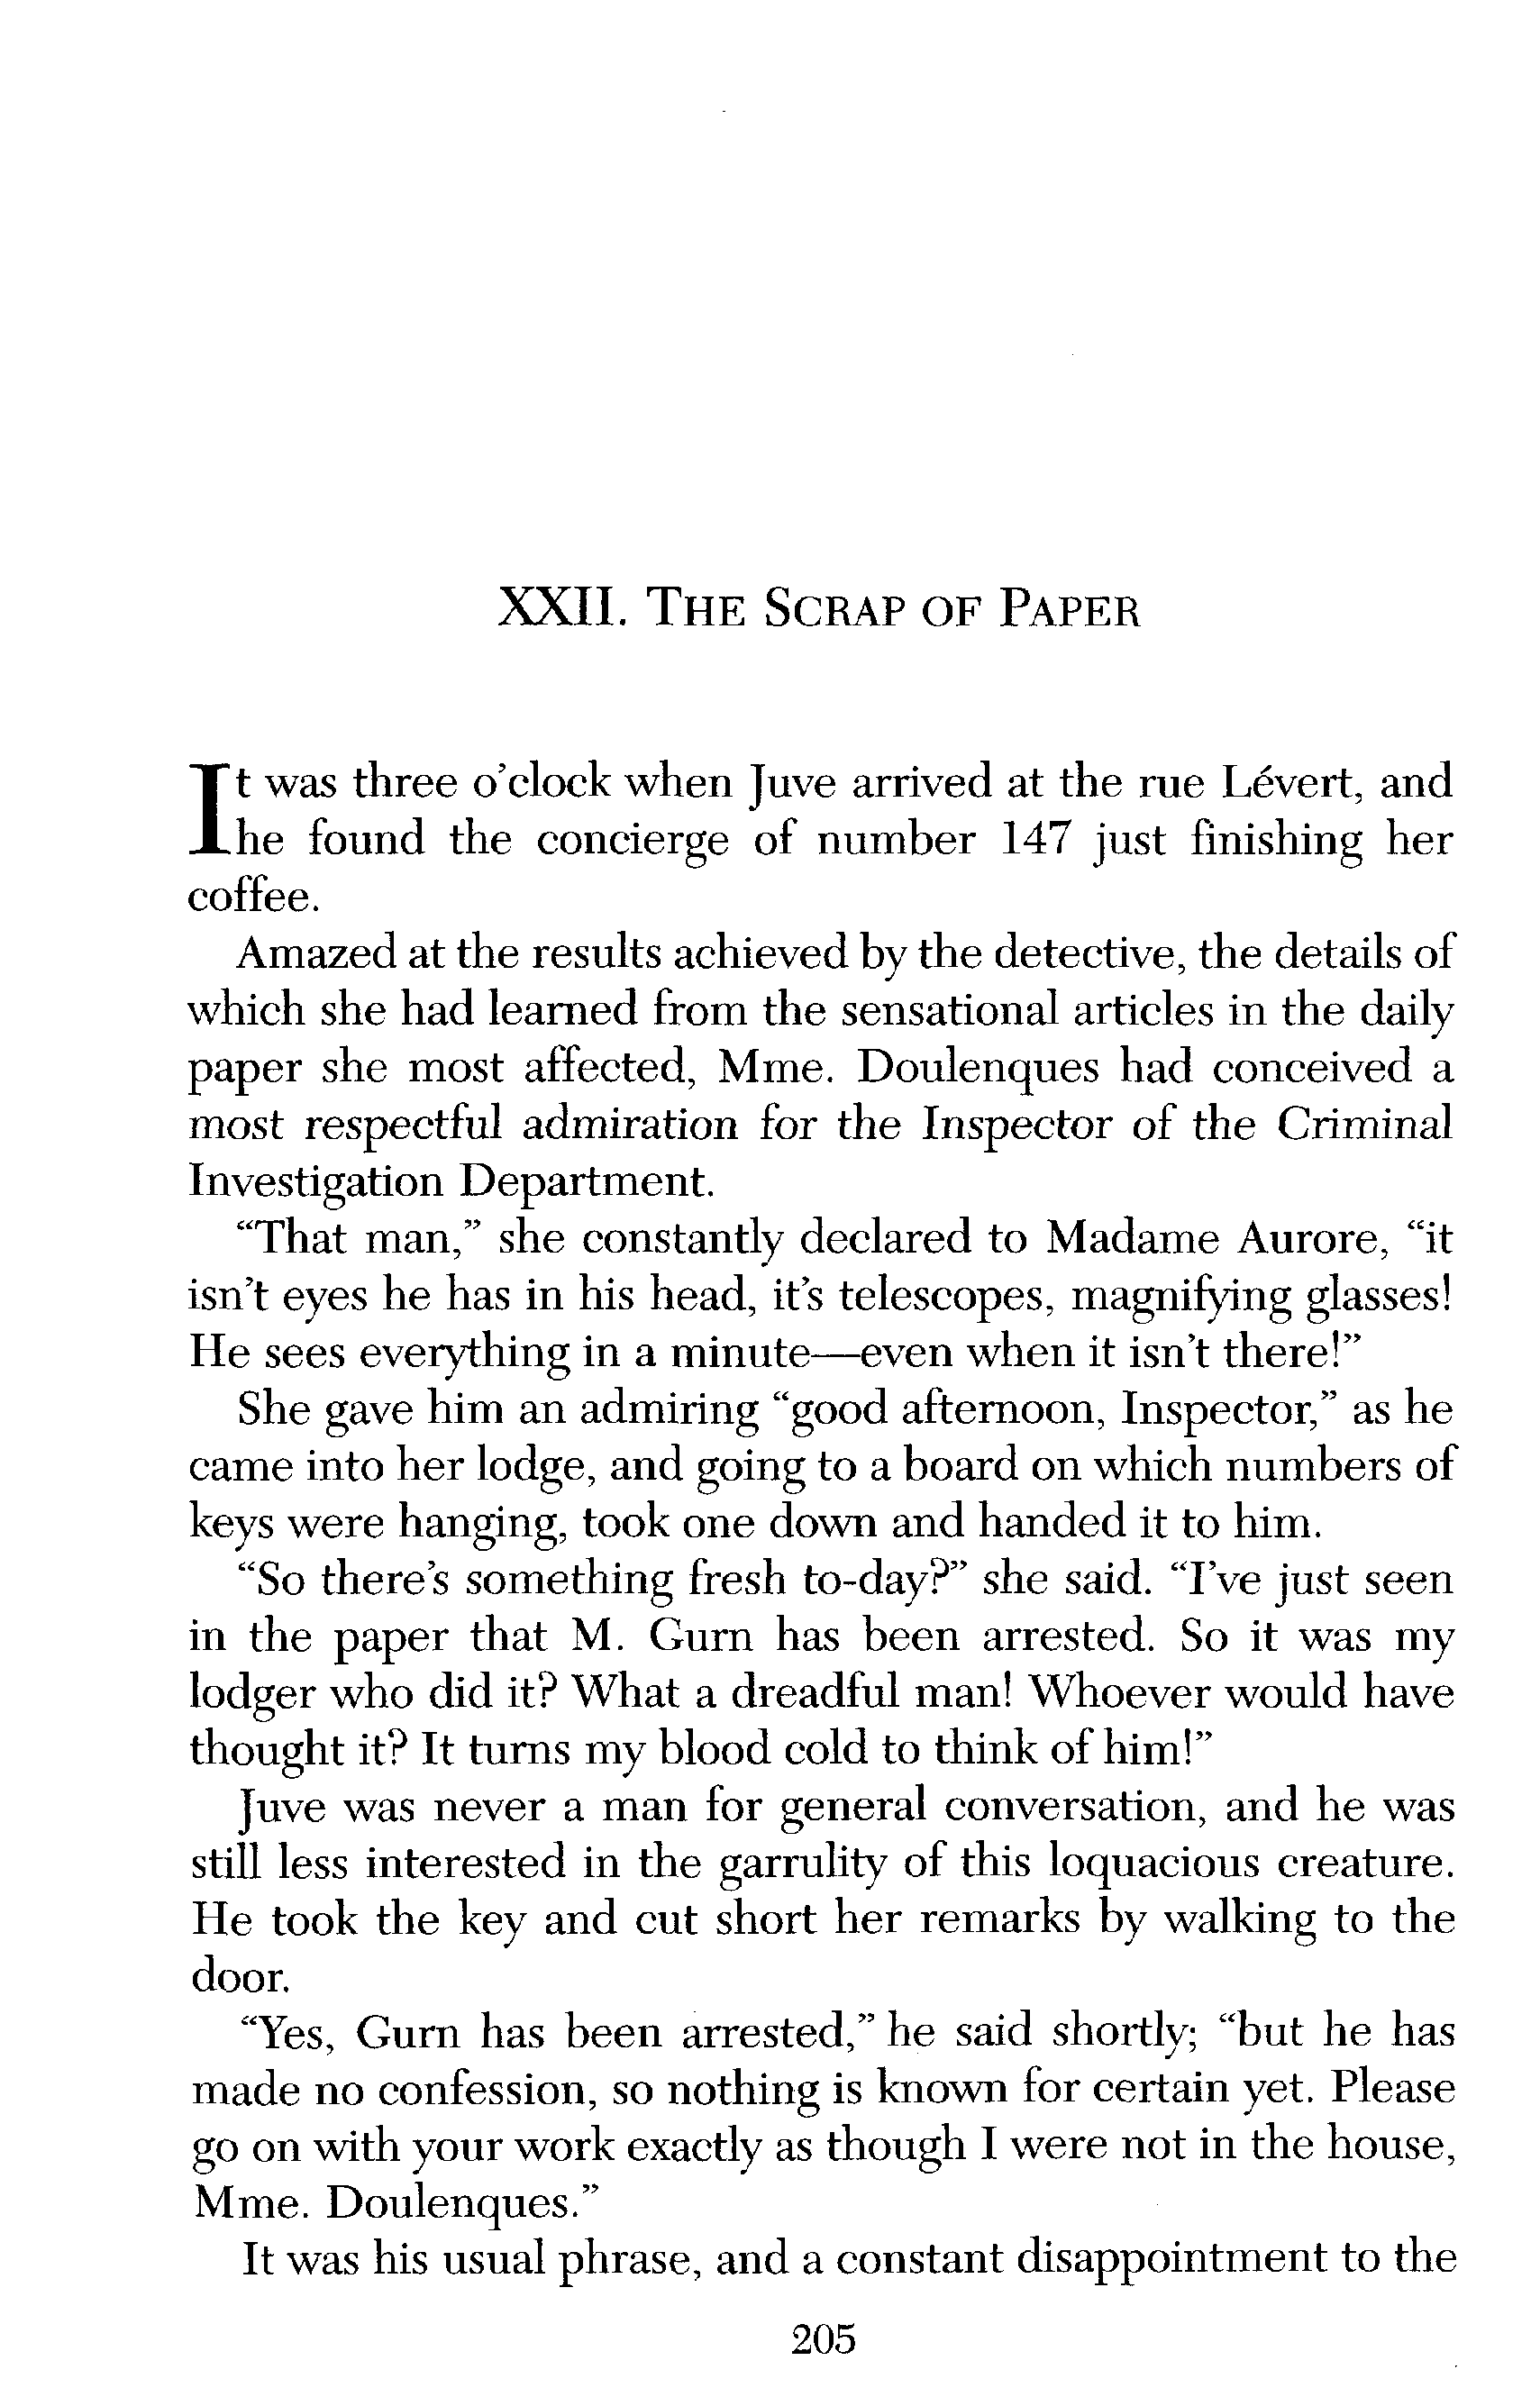 XXII. THE SCRAP OF PAPER
It was three o’clock when Juve arrived at the rue Lévert, and
he found the concierge of number 147 just finishing her
coffee.
Amazed at the results achieved by the detective, the details of
which she had learned from the sensational articles in the daily
paper she most affected, Mme. Doulenques had conceived a
most respectful admiration for the Inspector of the Criminal
Investigation Department.
“That man,” she constantly declared to Madame Aurore, “it
isn’t eyes he has in his head, it’s telescopes, magnifying glasses!
He sees everything in a minute—even when it isn’t there!”
She gave him an admiring “good afternoon, Inspector,” as he
came into her lodge, and going to a board on which numbers of
keys were hanging, took one down and handed it to him.
“So there’s something fresh to-day?” she said. “I’ve just seen
in the paper that M. Gurn has been arrested. So it was my
lodger who did it? What a dreadful man! Whoever would have
thought it? It turns my blood cold to think of him!”
Juve was never a man for general conversation, and he was
still less interested in the garrulity of this loquacious creature.
He took the key and cut short her remarks by walking to the
door.
“Yes, Gurn has been arrested,” he said shortly; “but he has
made no confession, so nothing is known for certain yet. Please
go on with your work exactly as though I were not in the house,
Mme. Doulenques.”
It was his usual phrase, and a constant disappointment to the
205